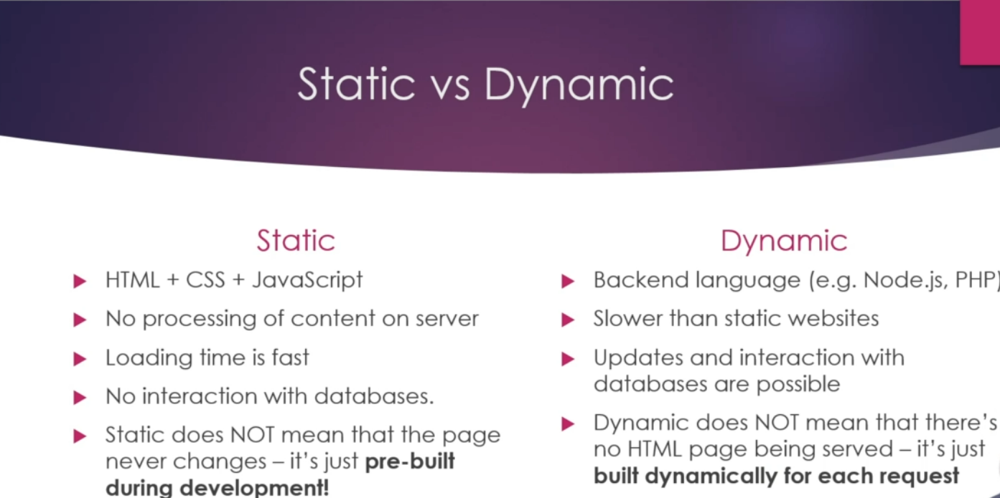 Static vs Dynamic
Static
HTML + CSS + JavaScript
No processing of content on server
Loading time is fast
No interaction with databases.
Static does NOT mean that the page
never changes – it's just pre-built
during development!
Dynamic
Backend language (e.g. Node.js, PHP)
Slower than static websites
Updates and interaction with
databases are possible
Dynamic does NOT mean that there's
no HTML page being served – it's just
built dynamically for each request